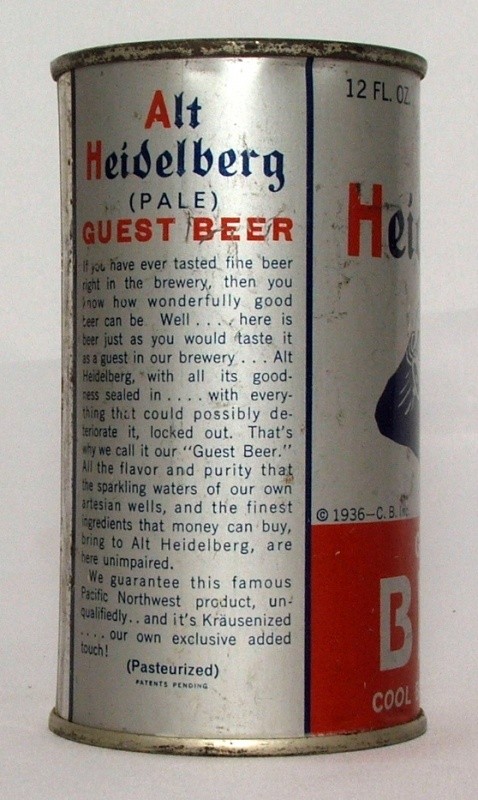 Alt
Heidelberg
(PALE)
GUEST BEER
If you have ever tasted fine beer
right in the brewery, then you
know how wonderfully good
beer can be. Well . . . . here is
beer just as you would taste it
as a guest in our brewery . . . Alt
Heidelberg, with all its good-
ness sealed in . . . . with every-
thing that could possibly de-
teriorate it, locked out. That's
why we call it our "Guest Beer."
All the flavor and purity that
the sparkling waters of our own
artesian wells, and the finest
ingredients that money can buy,
bring to Alt Heidelberg, are
here unimpaired.
We guarantee this famous
Pacific Northwest product, un-
qualifiedly . . and it's Kräusenized
. . . . our own exclusive added
touch!
(Pasteurized)
PATENTS PENDING
12 FL. OZ.
Hei
© 1936—C. B. Inc.
B
COOL